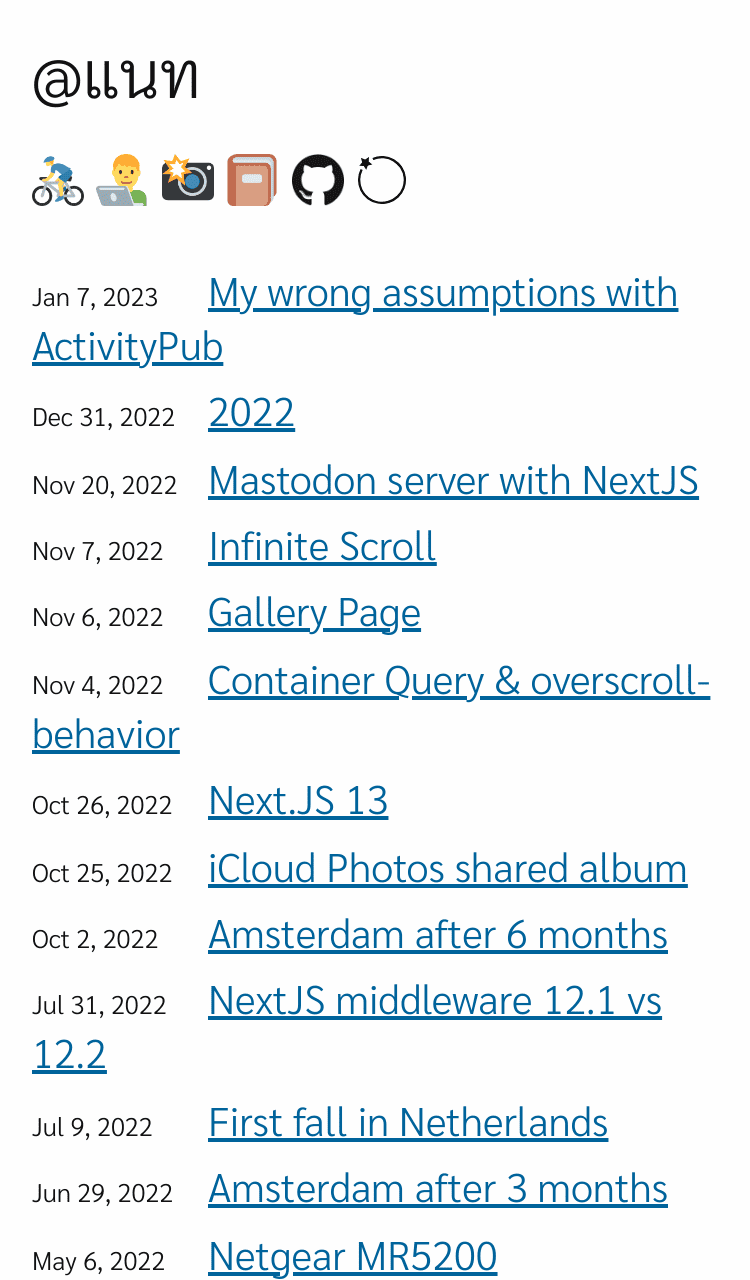 @แนท
Jan 7, 2023 My wrong assumptions with
ActivityPub
Dec 31, 2022 2022
Nov 20, 2022 Mastodon server with NextJS
Nov 7, 2022 Infinite Scroll
Nov 6, 2022 Gallery Page
Nov 4, 2022 Container Query & overscroll-
behavior
Oct 26, 2022 Next.JS 13
Oct 25, 2022 iCloud Photos shared album
Oct 2, 2022 Amsterdam after 6 months
Jul 31, 2022 NextJS middleware 12.1 vs
12.2
Jul 9, 2022 First fall in Netherlands
Jun 29, 2022 Amsterdam after 3 months
May 6, 2022 Netgear MR5200